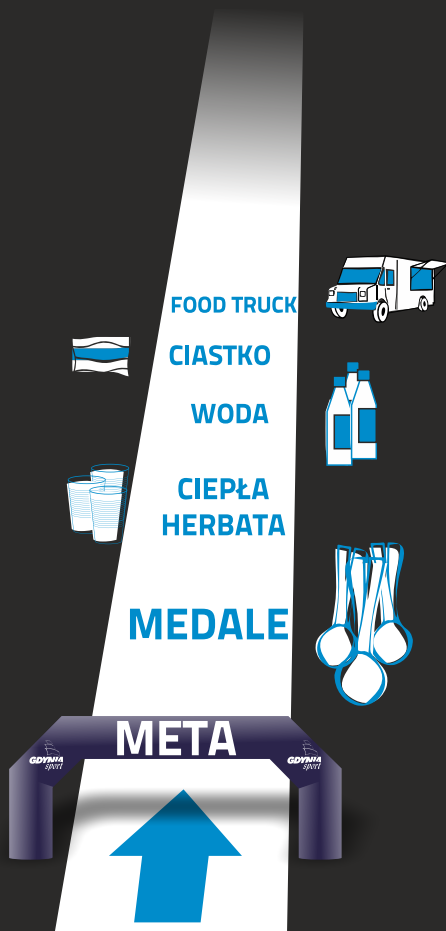 FOOD TRUCK
CIASTKO
WODA
CIEPŁA
HERBATA
MEDALE
META
GDYNIA
sport
GDYNIA
sport